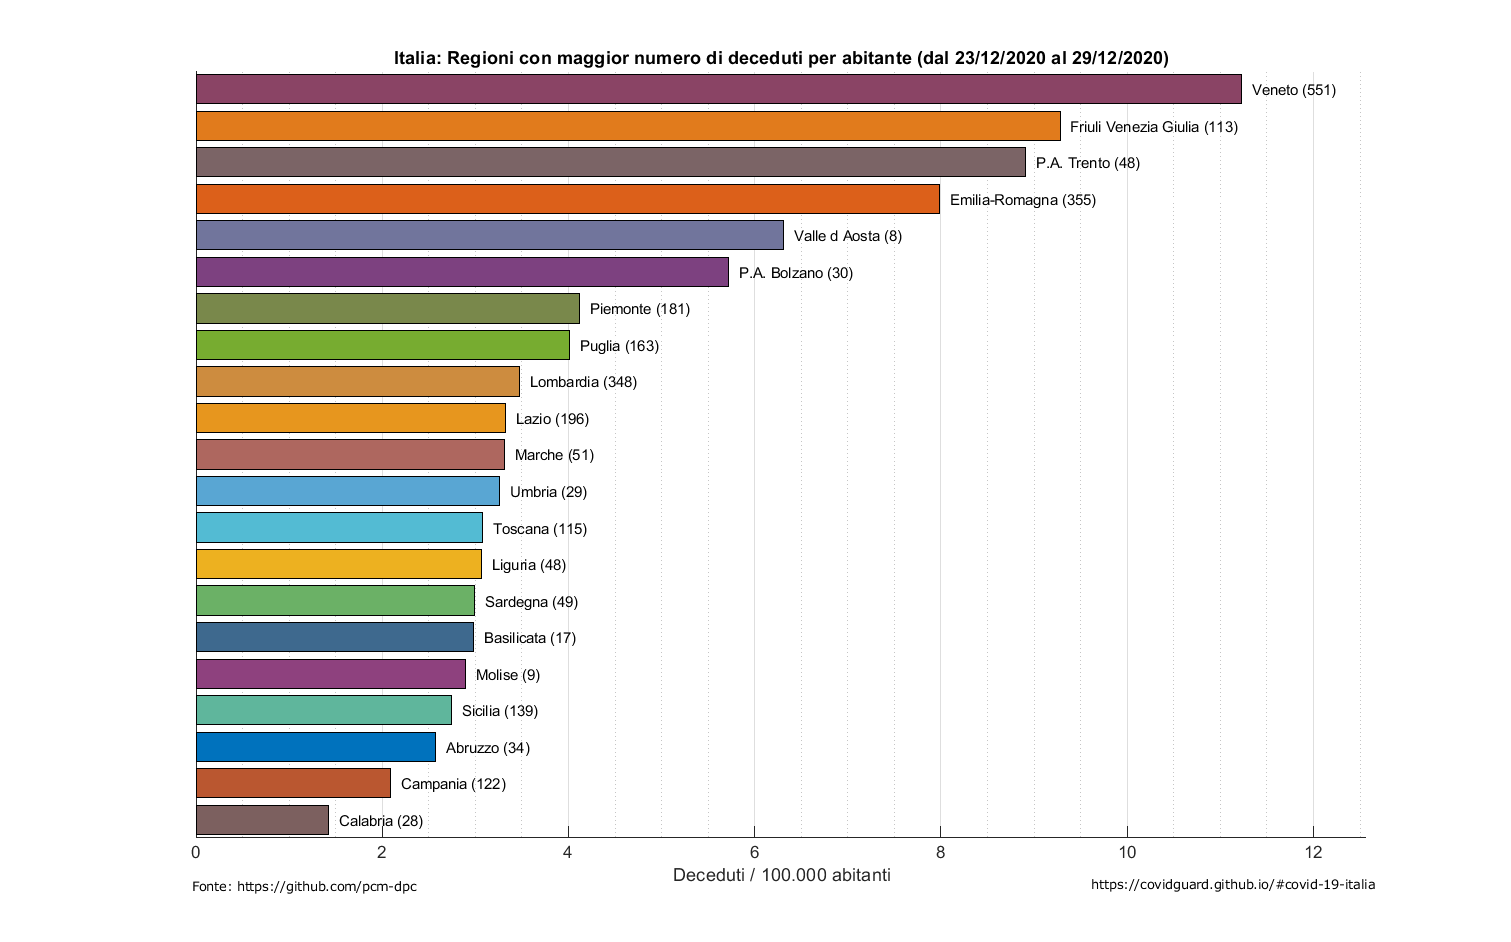 Italia: Regioni con maggior numero di deceduti per abitante (dal 23/12/2020 al 29/12/2020)
Veneto (551)
Friuli Venezia Giulia (113)
P.A. Trento (48)
Emilia-Romagna (355)
Valle d Aosta (8)
P.A. Bolzano (30)
Piemonte (181)
Puglia (163)
Lombardia (348)
Lazio (196)
Marche (51)
Umbria (29)
Toscana (115)
Liguria (48)
Sardegna (49)
Basilicata (17)
Molise (9)
Sicilia (139)
Abruzzo (34)
Campania (122)
Calabria (28)
0 2 4 6 8 10 12
Deceduti / 100.000 abitanti
Fonte: https://github.com/pcm-dpc
https://covidguard.github.io/#covid-19-italia